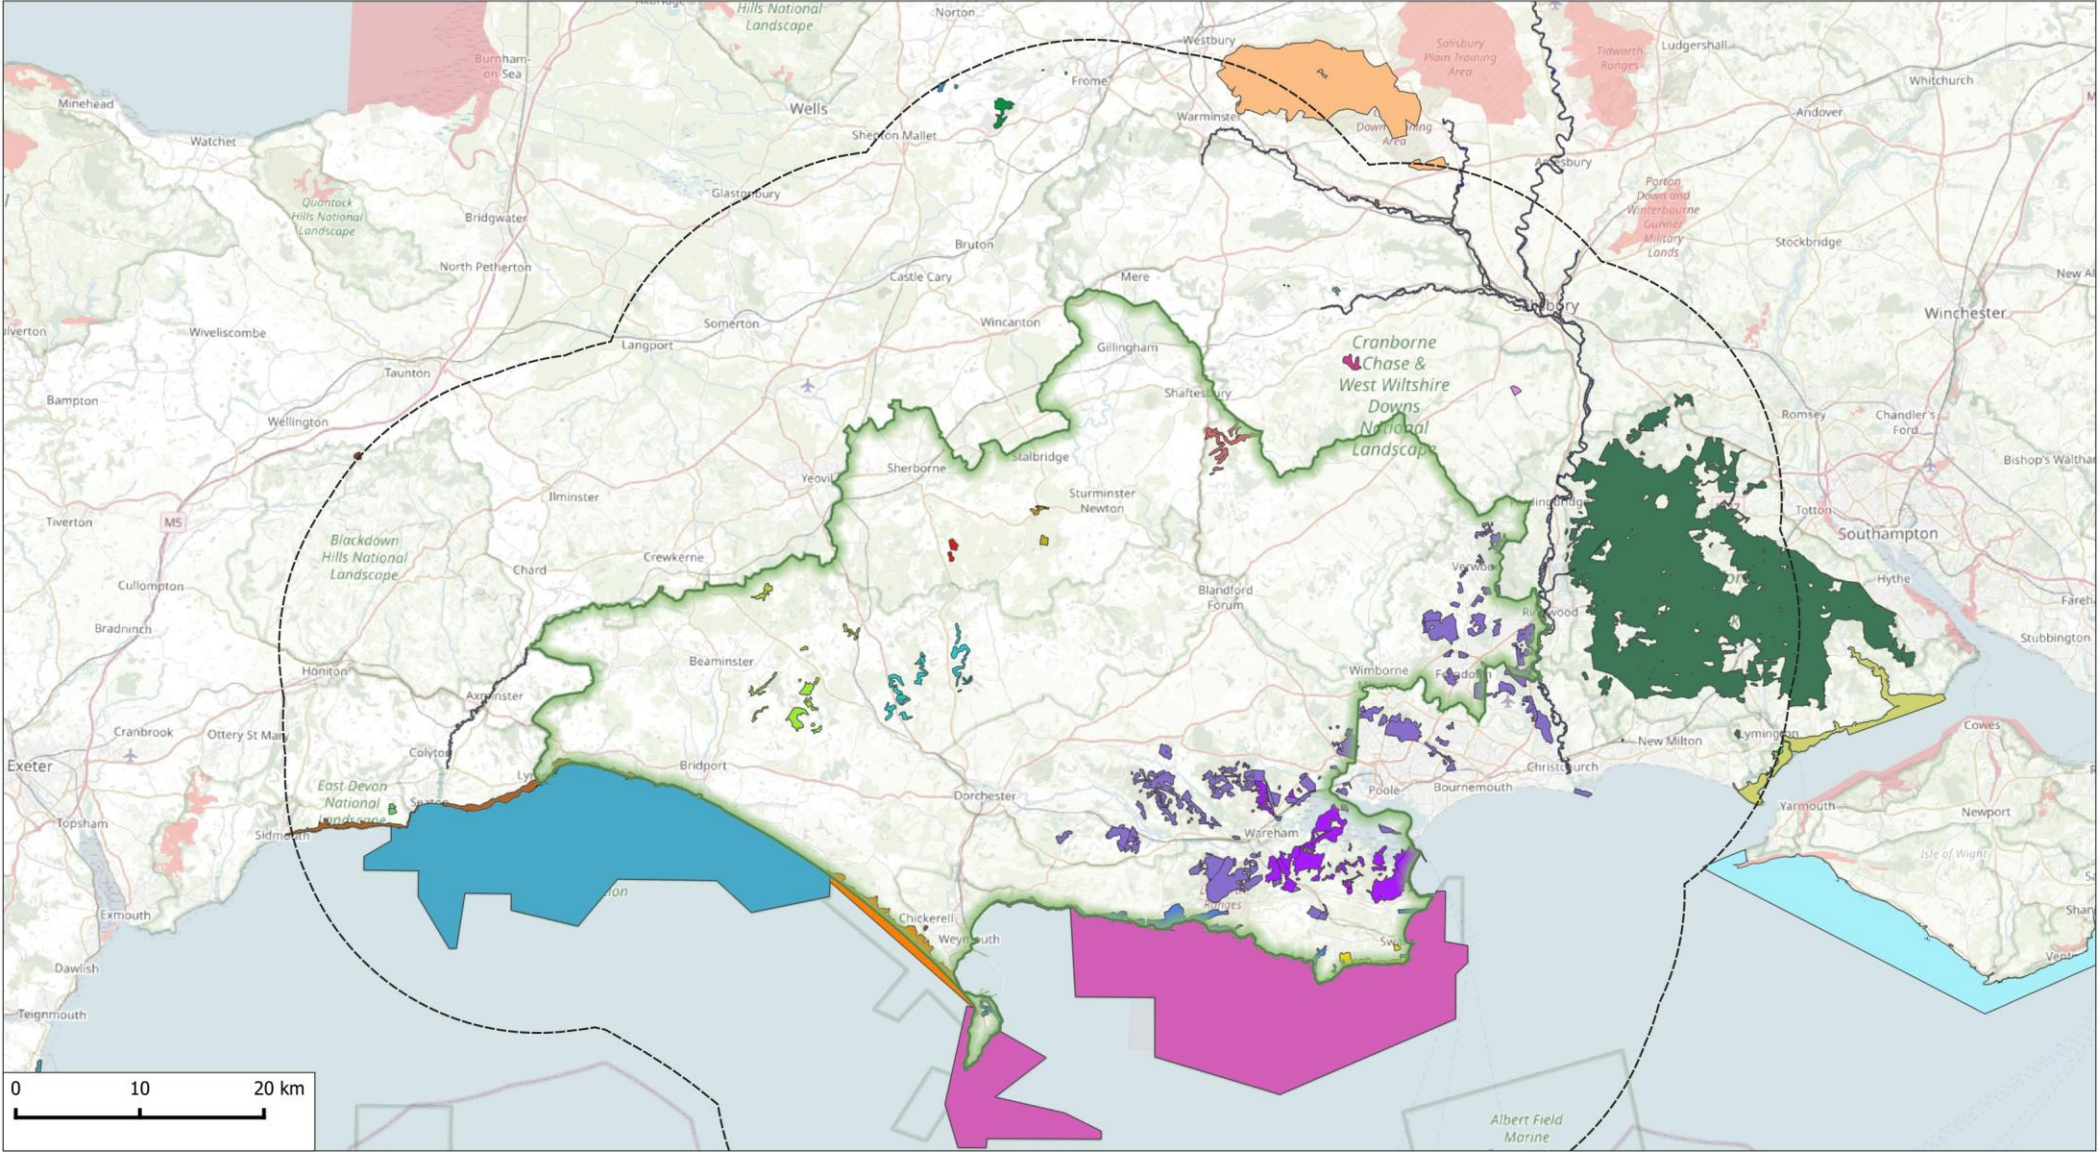 Hills National
Landscape
Norton
Westbury
Salisbury
Plain Training
Area
Tidworth
Ranges
Ludgershall
Burnham-
on-Sea
Frome
Whitchurch
Minehead
Wells
Andover
Warminster
Shepton Mallet
Area
Watchet
Amesbury
Glastonbury
Porton
Down and
Winterbourne
Gunner
Military
Lands
Quantock
Hills National
Landscape
Bridgwater
Bruton
Stockbridge
North Petherton
Castle Cary
Mere
Winchester
Wiveliscombe
Somerton
Wincanton
Langport
Gillingham
Cranborne
Chase &
West Wiltshire
Downs
National
Landscape
Taunton
Bampton
Shaftesbury
Romsey
Chandler's
Ford
Wellington
Stalbridge
Sherborne
Yeovil
Ilminster
Sturminster
Newton
Tiverton
M5
Totton
Southampton
Blackdown
Hills National
Landscape
Crewkerne
Chard
Verwood
Cullompton
Hythe
Blandford
Forum
Ringwood
Bradninch
Stubbington
Beaminster
Honiton
Wimborne
Axminster
Cranbrook
Ottery St Mary
Colyton
New Milton
Lymington
Cowes
Exeter
Bridport
Christchurch
Poole
Bournemouth
East Devon
National
Landscape
Seaton
Dorchester
Yarmouth
Newport
Topsham
Sidmouth
Wareham
Isle of Wight
Ranges
Exmouth
Chickerell
Weymouth
Dawlish
Teignmouth
0 10 20 km
Albert Field
Marine